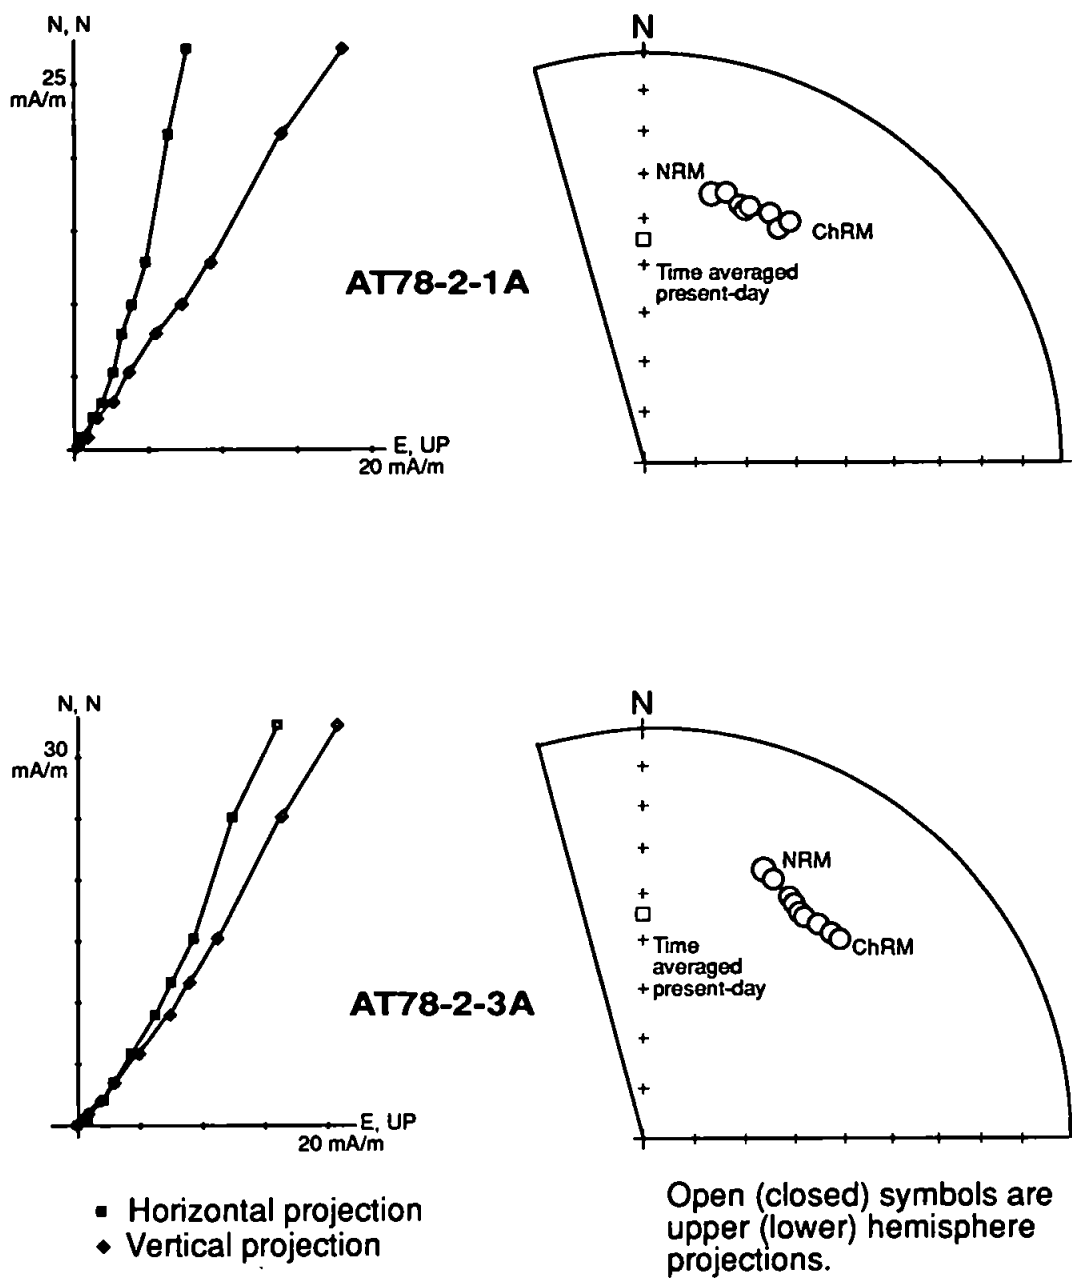 N, N
25
mA/m
E, UP
20 mA/m
AT78-2-1A
N
NRM
ChRM
Time averaged
present-day
N, N
30
mA/m
E, UP
20 mA/m
AT78-2-3A
N
NRM
ChRM
Time
averaged
present-day
Horizontal projection
Vertical projection
Open (closed) symbols are
upper (lower) hemisphere
projections.